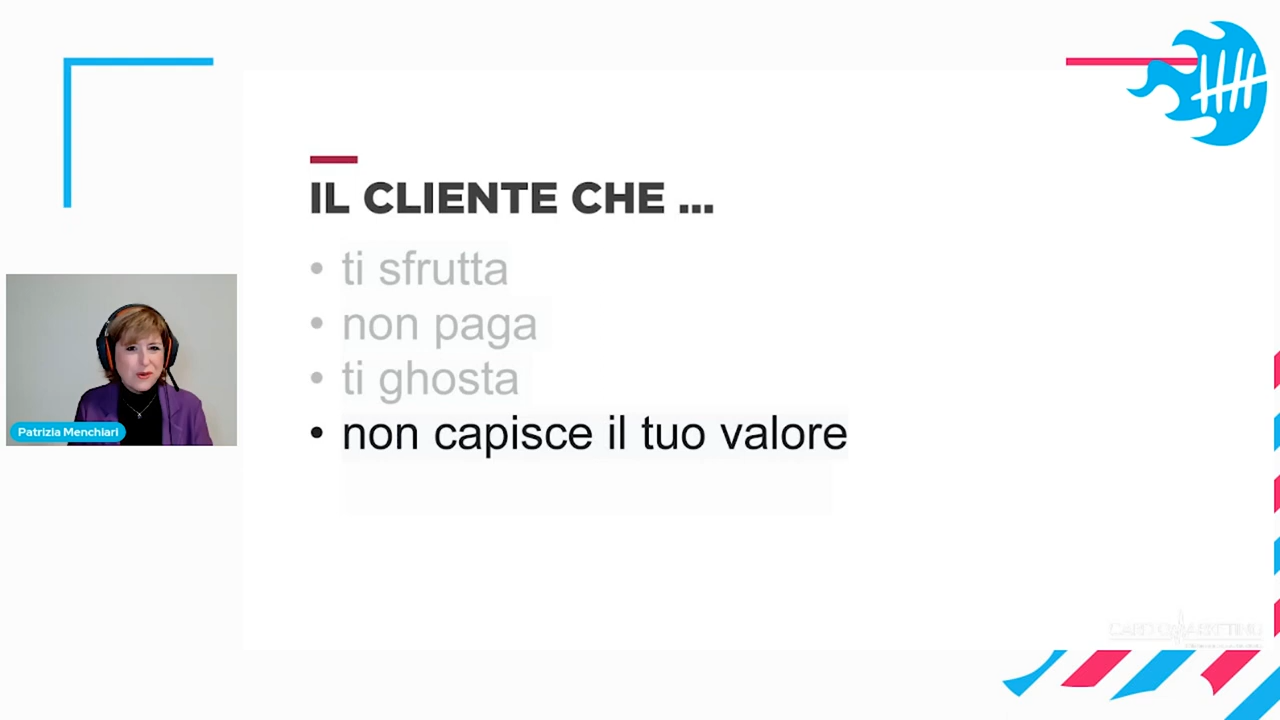 IL CLIENTE CHE ...
• ti sfrutta
• non paga
• ti ghosta
• non capisce il tuo valore
Patrizia Menchiari